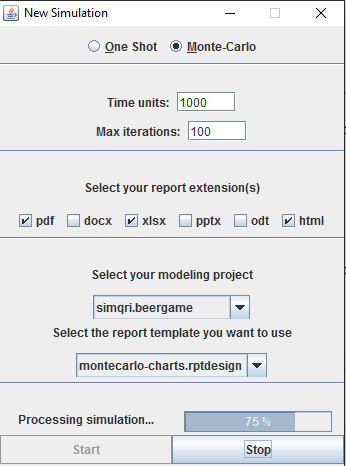 New Simulation
One Shot Monte-Carlo
Time units: 1000
Max iterations: 100
Select your report extension(s)
pdf docx xlsx pptx odt html
Select your modeling project
simqri.beergame
Select the report template you want to use
montecarlo-charts.rptdesign
Processing simulation... 75 %
Start Stop